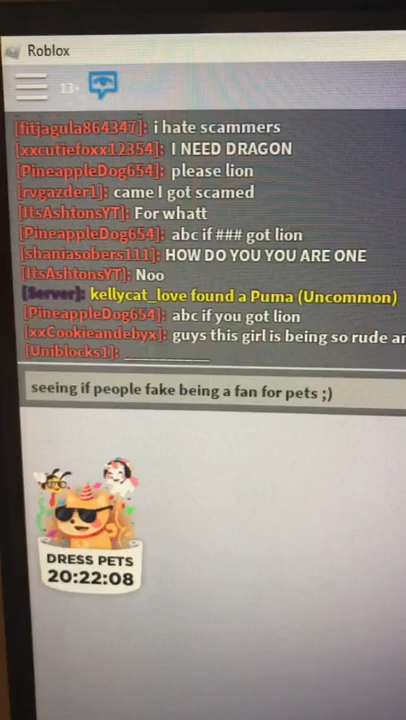 Roblox
13+
[fitjagula864347]: i hate scammers
[xxcutiefoxx12354]: I NEED DRAGON
[PineappleDog654]: please lion
[rvgazder1]: came I got scamed
[ItsAshtonsYT]: For whatt
[PineappleDog654]: abc if ### got lion
[shaniasobers111]: HOW DO YOU YOU ARE ONE
[ItsAshtonsYT]: Noo
[Server]: kellycat_love found a Puma (Uncommon)
[PineappleDog654]: abc if you got lion
[xxCookieandebyx]: guys this girl is being so rude ar
[Uniblocks1]: ___________
seeing if people fake being a fan for pets ;)
DRESS PETS
20:22:08